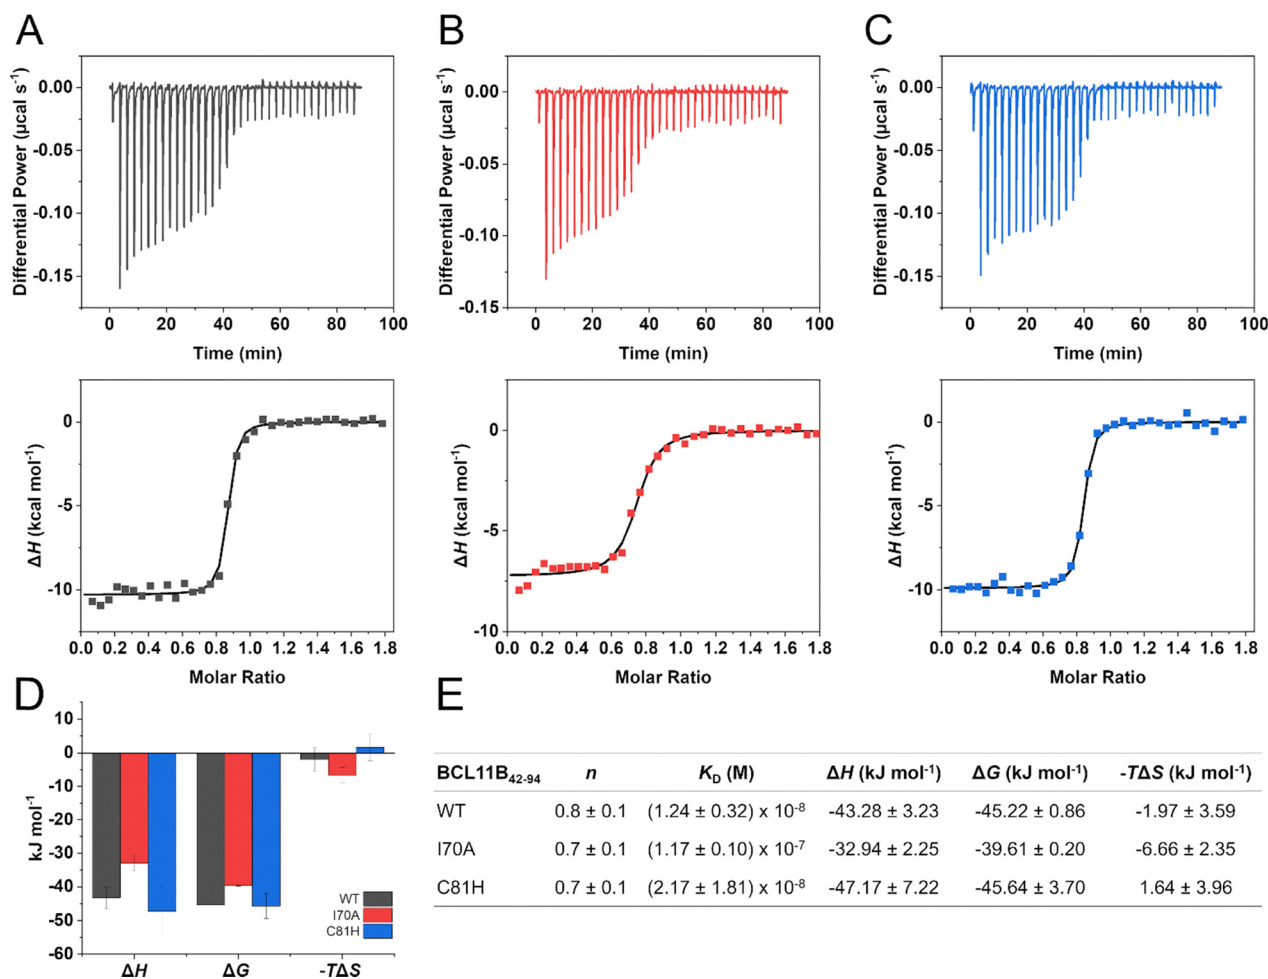 A
B
C
Differential Power (µcal s⁻¹)
0.00
-0.05
-0.10
-0.15
0 20 40 60 80 100
Time (min)
Differential Power (µcal s⁻¹)
0.00
-0.05
-0.10
-0.15
0 20 40 60 80 100
Time (min)
Differential Power (µcal s⁻¹)
0.00
-0.05
-0.10
-0.15
0 20 40 60 80 100
Time (min)
ΔH (kcal mol⁻¹)
0
-5
-10
0.0 0.2 0.4 0.6 0.8 1.0 1.2 1.4 1.6 1.8
Molar Ratio
ΔH (kcal mol⁻¹)
0
-5
-10
0.0 0.2 0.4 0.6 0.8 1.0 1.2 1.4 1.6 1.8
Molar Ratio
ΔH (kcal mol⁻¹)
0
-5
-10
0.0 0.2 0.4 0.6 0.8 1.0 1.2 1.4 1.6 1.8
Molar Ratio
D
kJ mol⁻¹
10
0
-10
-20
-30
-40
-50
-60
WT
I70A
C81H
ΔH ΔG -TΔS
E
BCL11B₄₂₋₉₄ n K_D (M) ΔH (kJ mol⁻¹) ΔG (kJ mol⁻¹) -TΔS (kJ mol⁻¹)
WT 0.8 ± 0.1 (1.24 ± 0.32) x 10⁻⁸ -43.28 ± 3.23 -45.22 ± 0.86 -1.97 ± 3.59
I70A 0.7 ± 0.1 (1.17 ± 0.10) x 10⁻⁷ -32.94 ± 2.25 -39.61 ± 0.20 -6.66 ± 2.35
C81H 0.7 ± 0.1 (2.17 ± 1.81) x 10⁻⁸ -47.17 ± 7.22 -45.64 ± 3.70 1.64 ± 3.96